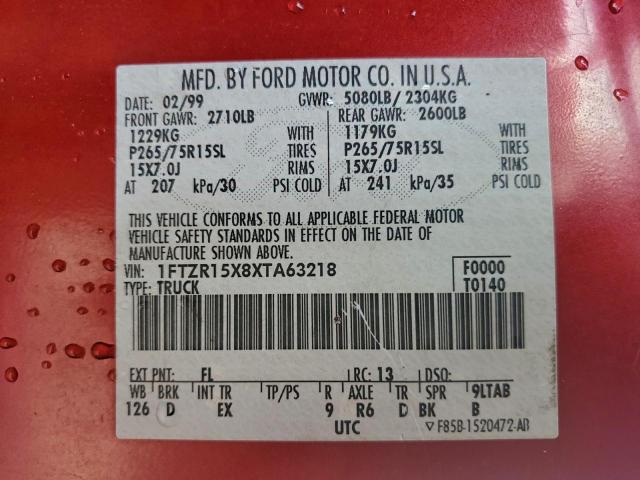 MFD. BY FORD MOTOR CO. IN U.S.A.
DATE: 02/99 GVWR: 5080LB/ 2304KG
FRONT GAWR: 2710LB REAR GAWR: 2600LB
1229KG WITH 1179KG WITH
P265/75R15SL TIRES P265/75R15SL TIRES
15X7.0J RIMS 15X7.0J RIMS
AT 207 kPa/30 PSI COLD AT 241 kPa/35 PSI COLD
THIS VEHICLE CONFORMS TO ALL APPLICABLE FEDERAL MOTOR
VEHICLE SAFETY STANDARDS IN EFFECT ON THE DATE OF
MANUFACTURE SHOWN ABOVE.
VIN: 1FTZR15X8XTA63218 F0000
TYPE: TRUCK T0140
EXT PNT: FL RC: 13 DSO:
WB BRK INT TR TP/PS R AXLE TR SPR 9LTAB
126 D EX 9 R6 D BK B
UTC ▽ F85B-1520472-AB